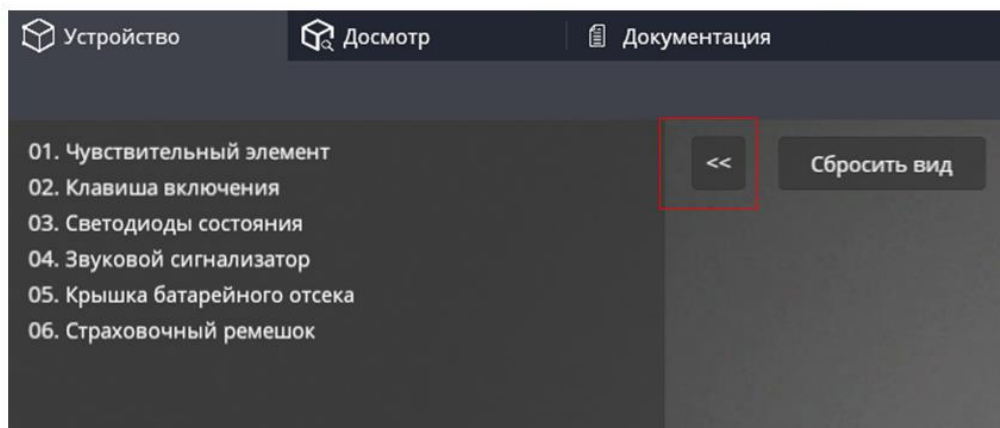 Устройство Досмотр Документация
01. Чувствительный элемент
<< Сбросить вид
02. Клавиша включения
03. Светодиоды состояния
04. Звуковой сигнализатор
05. Крышка батарейного отсека
06. Страховочный ремешок